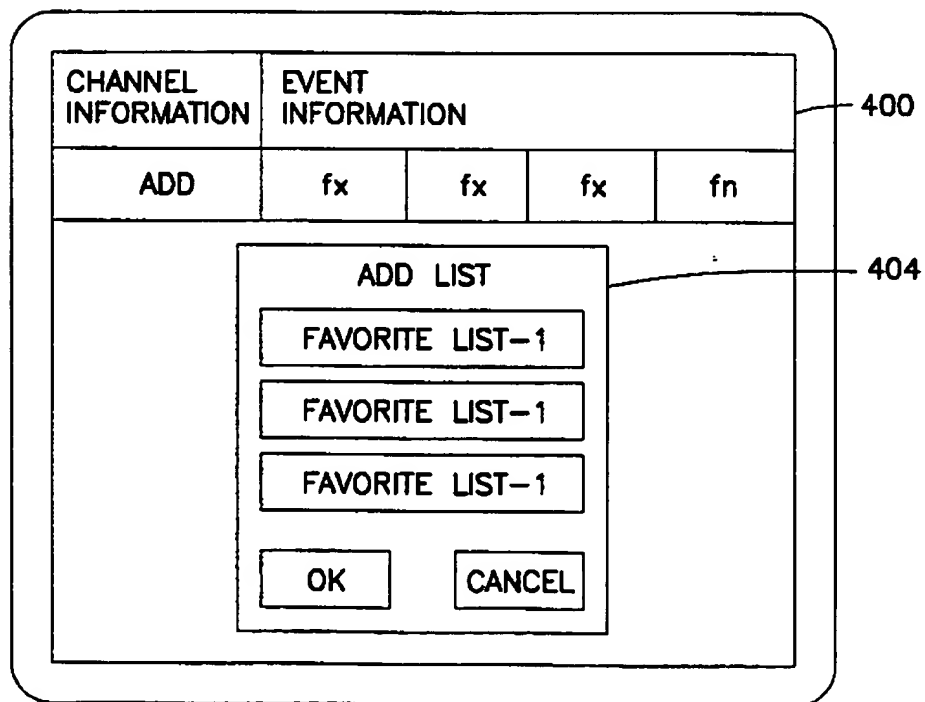 CHANNEL INFORMATION
EVENT INFORMATION
400
ADD fx fx fx fn
ADD LIST
404
FAVORITE LIST-1
FAVORITE LIST-1
FAVORITE LIST-1
OK CANCEL